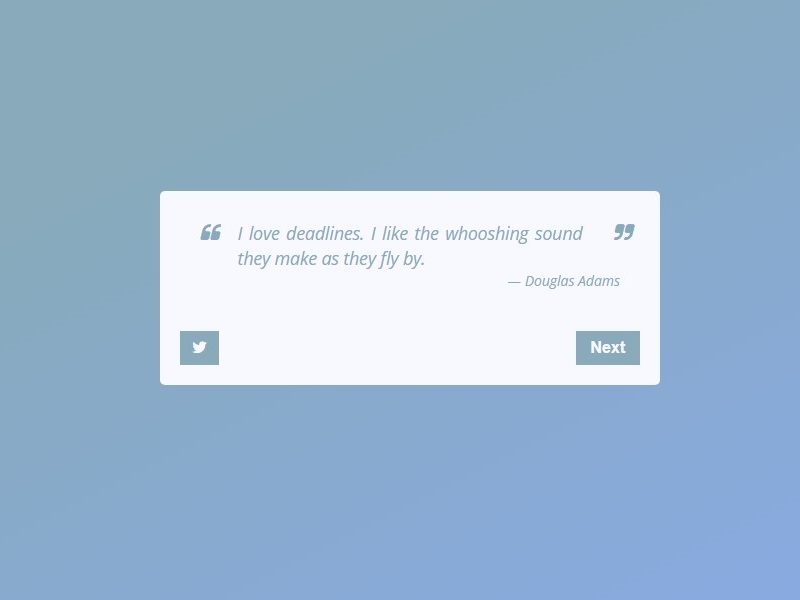 I love deadlines. I like the whooshing sound
they make as they fly by.
— Douglas Adams
Next